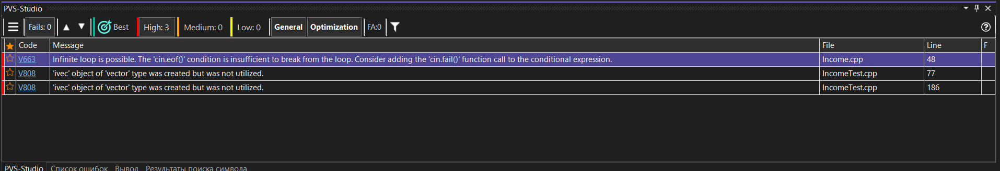 PVS-Studio
Fails: 0 Best High: 3 Medium: 0 Low: 0 General Optimization FA:0
Code Message File Line F
V663 Infinite loop is possible. The 'cin.eof()' condition is insufficient to break from the loop. Consider adding the 'cin.fail()' function call to the conditional expression. Income.cpp 48
V808 'ivec' object of 'vector' type was created but was not utilized. IncomeTest.cpp 77
V808 'ivec' object of 'vector' type was created but was not utilized. IncomeTest.cpp 186
PVS-Studio Список ошибок Вывод Результаты поиска символа